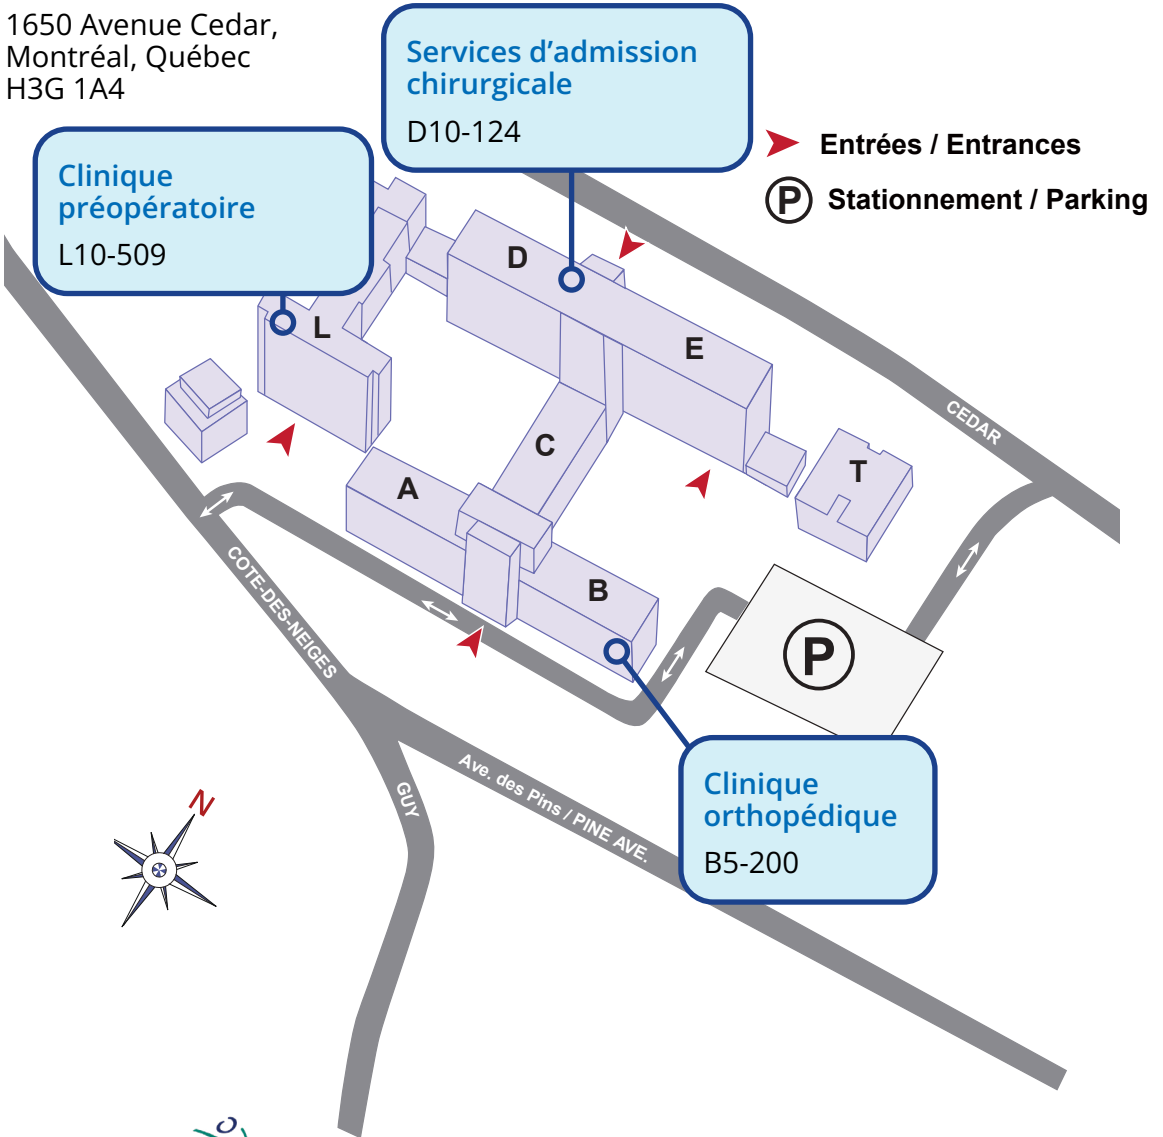 1650 Avenue Cedar,
Montréal, Québec
H3G 1A4
Services d’admission
chirurgicale
D10-124
Clinique
préopératoire
L10-509
Entrées / Entrances
P Stationnement / Parking
D
E
L
C
A
B
T
CEDAR
COTE-DES-NEIGES
P
Ave. des Pins / PINE AVE.
GUY
Clinique
orthopédique
B5-200
N